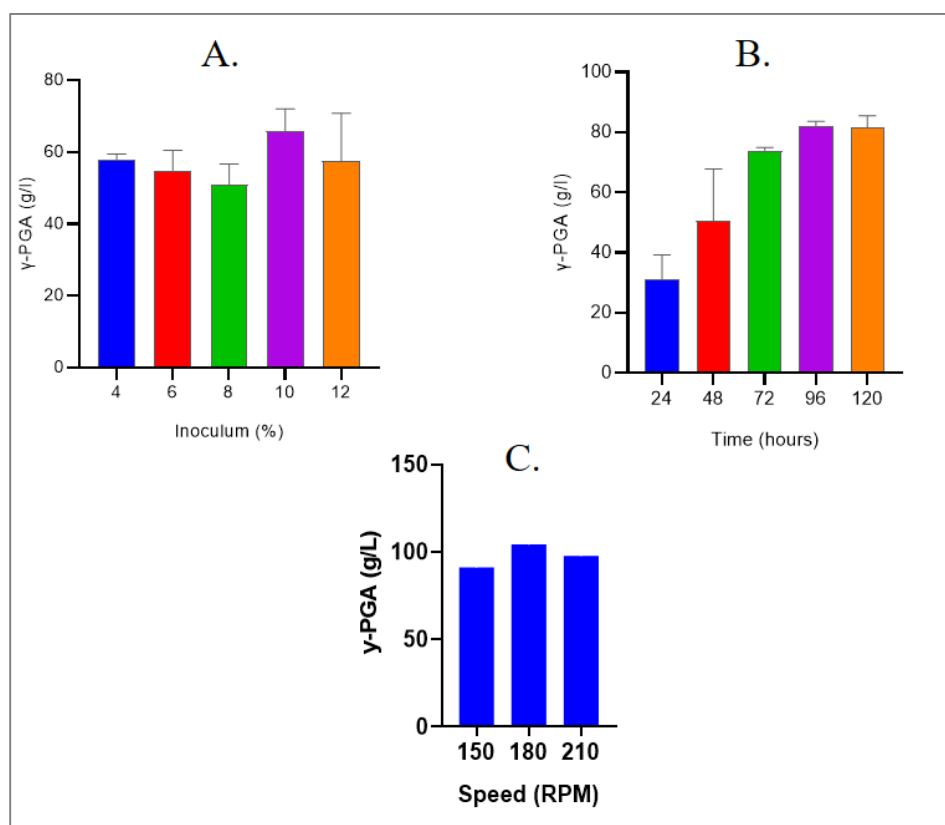 A.
80
60
40
20
0
γ-PGA (g/l)
4 6 8 10 12
Inoculum (%)
B.
100
80
60
40
20
0
γ-PGA (g/l)
24 48 72 96 120
Time (hours)
C.
150
100
50
0
y-PGA (g/L)
150 180 210
Speed (RPM)